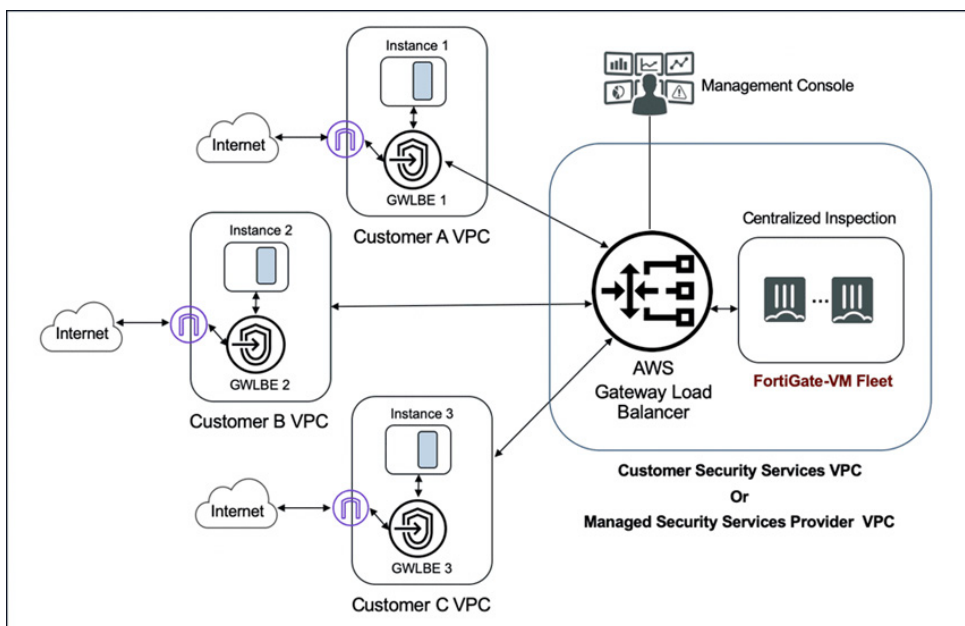 Instance 1
Internet
GWLBE 1
Customer A VPC
Management Console
Instance 2
Internet
GWLBE 2
Customer B VPC
Instance 3
Internet
GWLBE 3
Customer C VPC
AWS
Gateway Load
Balancer
Centralized Inspection
...
FortiGate-VM Fleet
Customer Security Services VPC
Or
Managed Security Services Provider VPC